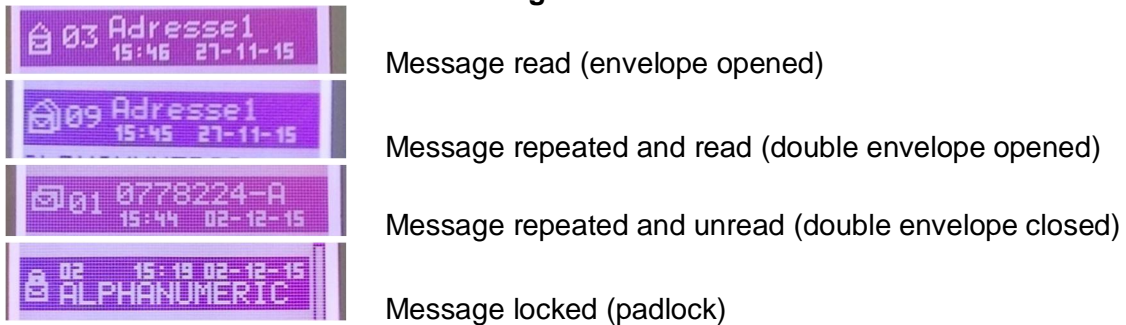 03 Adresse1
15:46 27-11-15
Message read (envelope opened)
09 Adresse1
15:45 27-11-15
Message repeated and read (double envelope opened)
01 0778224-A
15:44 02-12-15
Message repeated and unread (double envelope closed)
02 15:19 02-12-15
ALPHANUMERIC
Message locked (padlock)